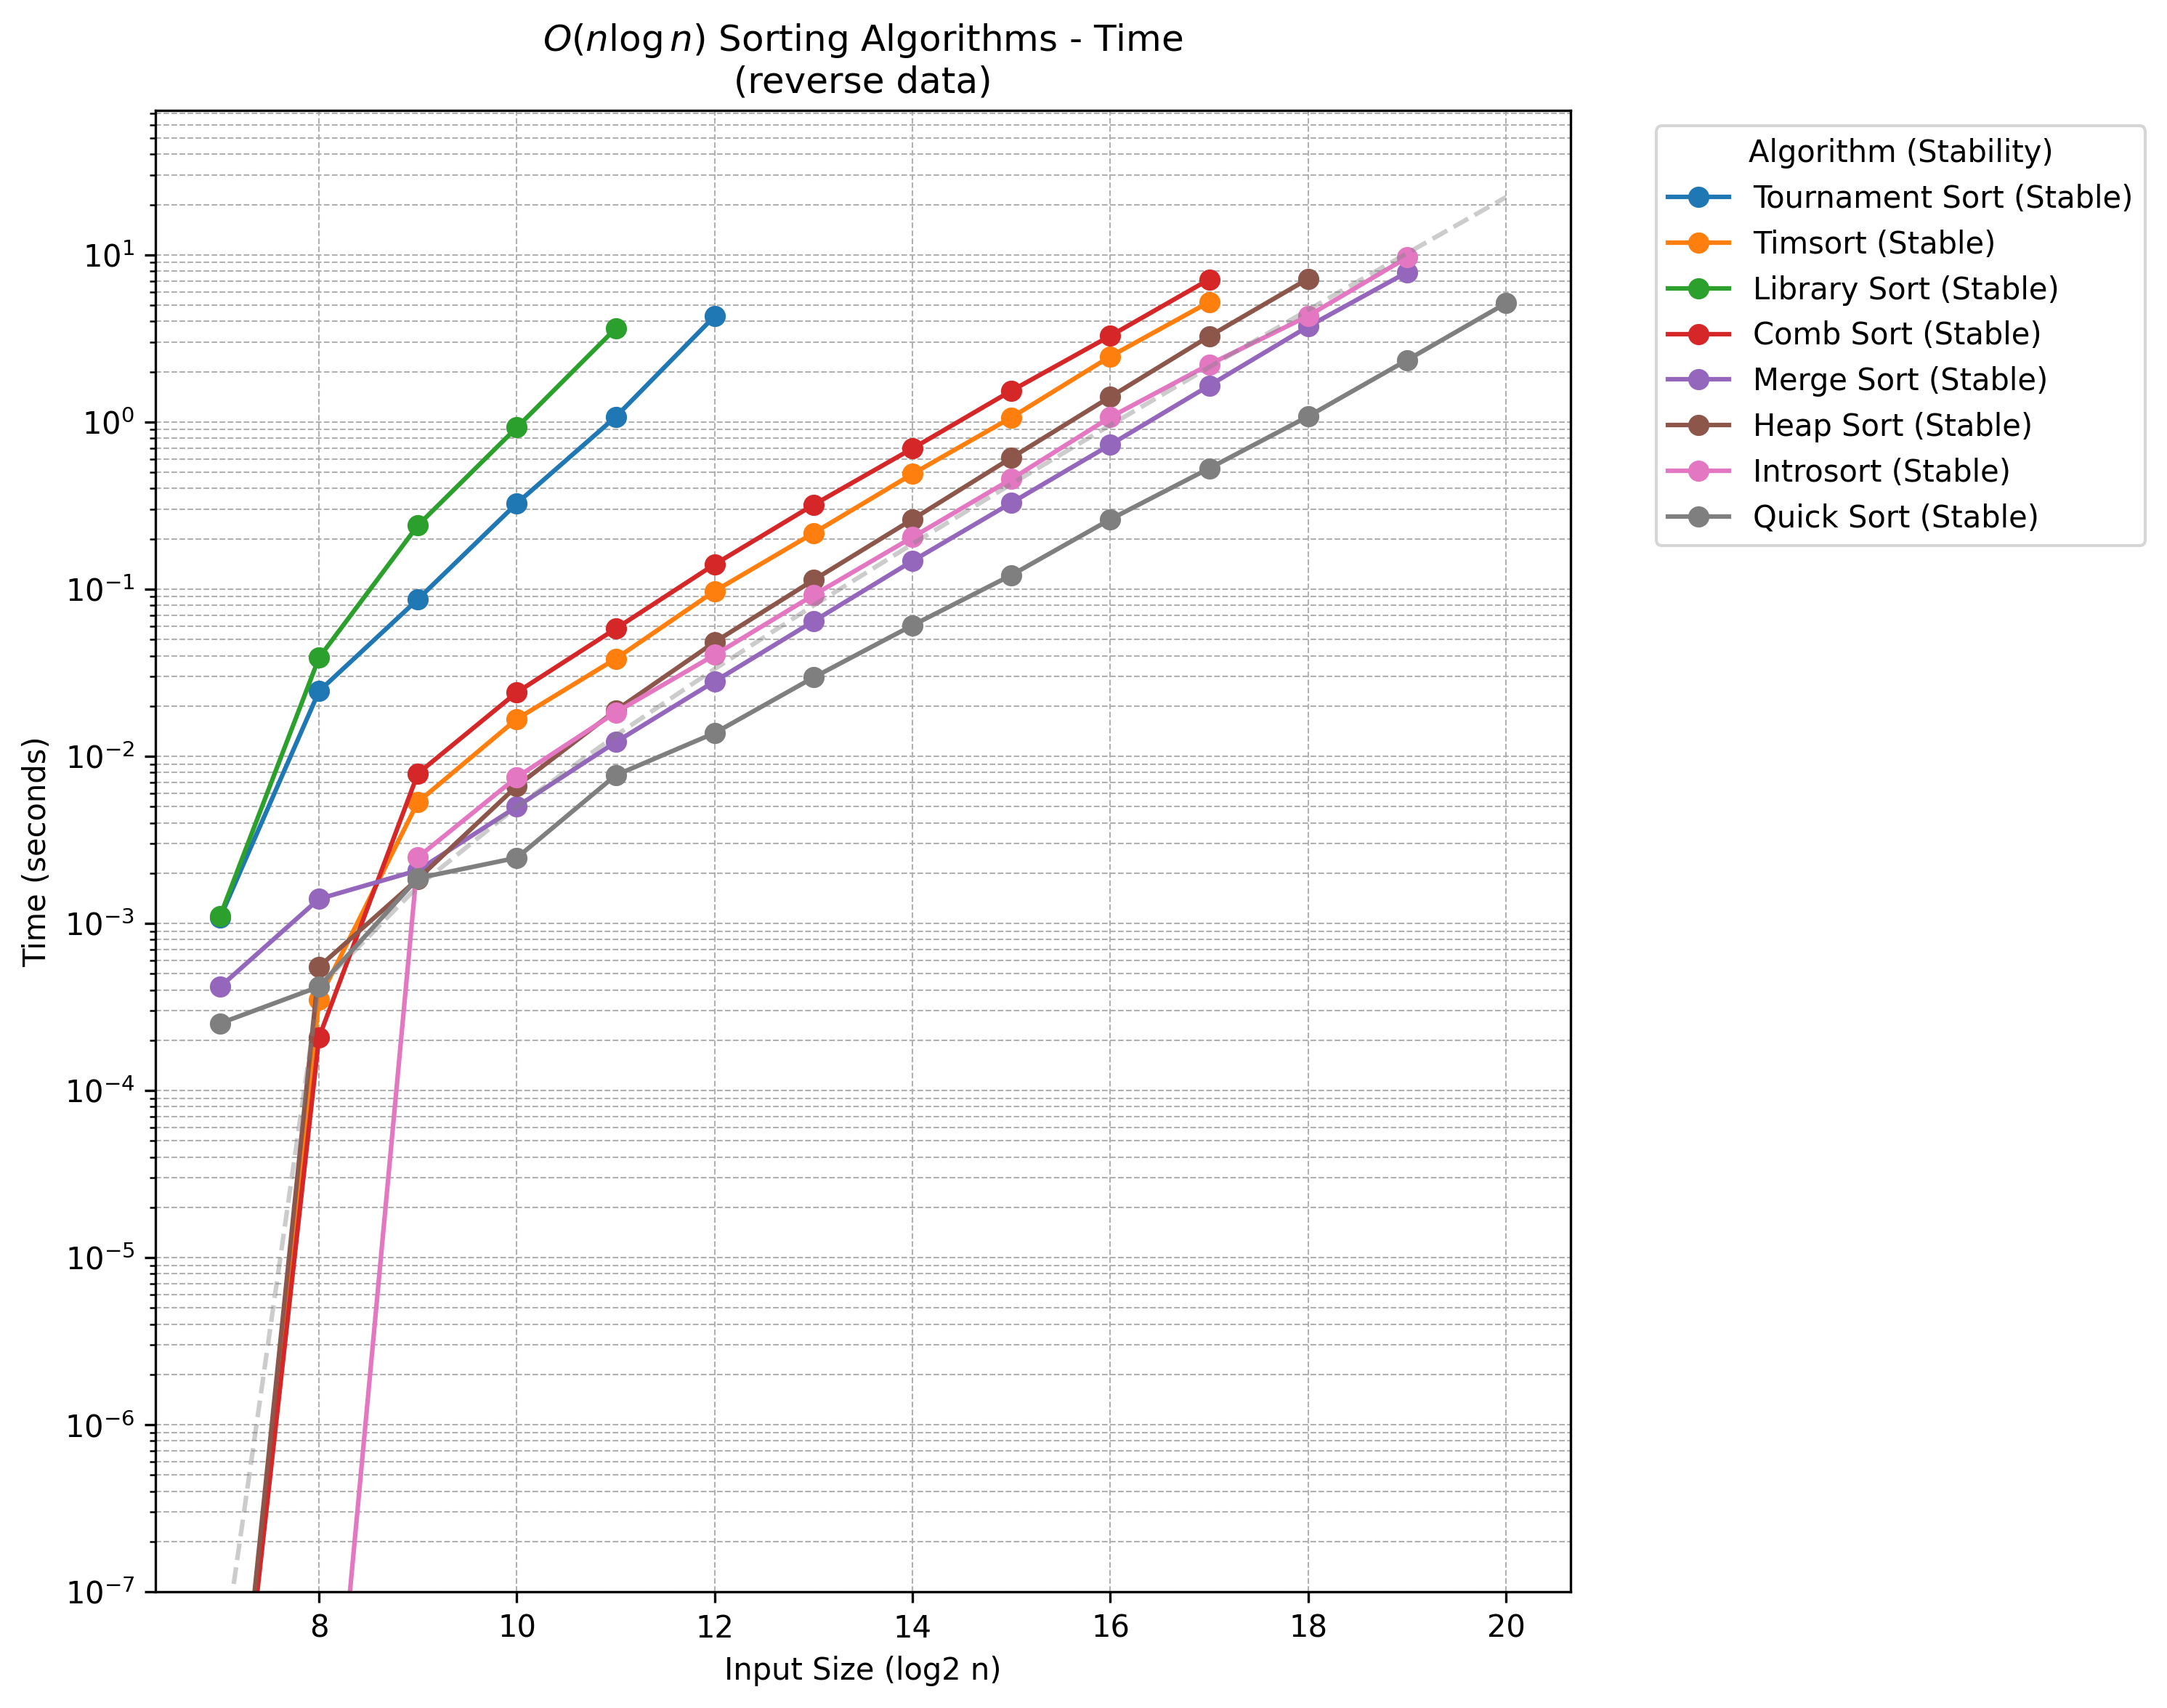 O(n log n) Sorting Algorithms - Time
(reverse data)
Time (seconds)
10¹
10⁰
10⁻¹
10⁻²
10⁻³
10⁻⁴
10⁻⁵
10⁻⁶
10⁻⁷
8 10 12 14 16 18 20
Input Size (log2 n)
Algorithm (Stability)
Tournament Sort (Stable)
Timsort (Stable)
Library Sort (Stable)
Comb Sort (Stable)
Merge Sort (Stable)
Heap Sort (Stable)
Introsort (Stable)
Quick Sort (Stable)